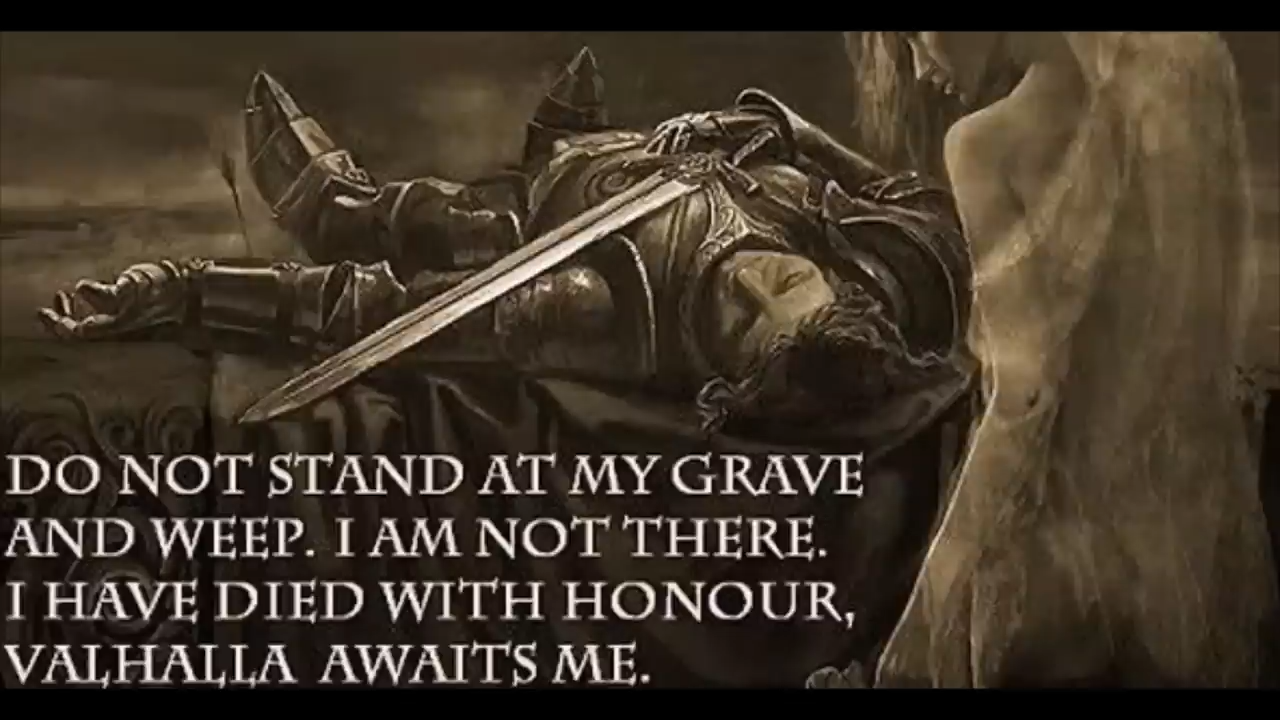 DO NOT STAND AT MY GRAVE
AND WEEP. I AM NOT THERE.
I HAVE DIED WITH HONOUR,
VALHALLA AWAITS ME.